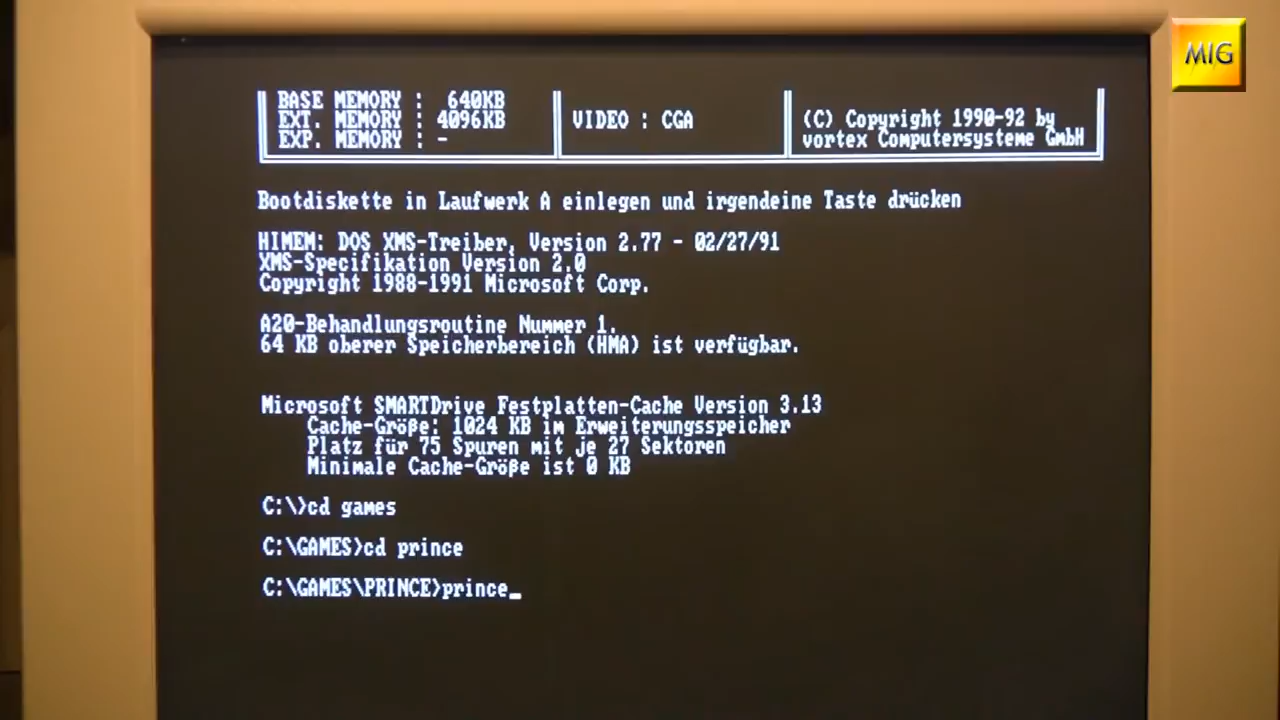 MIG
BASE MEMORY : 640KB
EXT. MEMORY : 4096KB
EXP. MEMORY : -
VIDEO : CGA
(C) Copyright 1990-92 by
vortex Computersysteme GmbH
Bootdiskette in Laufwerk A einlegen und irgendeine Taste drücken
HIMEM: DOS XMS-Treiber, Version 2.77 - 02/27/91
XMS-Spezifikation Version 2.0
Copyright 1988-1991 Microsoft Corp.
A20-Behandlungsroutine Nummer 1.
64 KB oberer Speicherbereich (HMA) ist verfügbar.
Microsoft SMARTDrive Festplatten-Cache Version 3.13
Cache-Größe: 1024 KB im Erweiterungsspeicher
Platz für 75 Spuren mit je 27 Sektoren
Minimale Cache-Größe ist 0 KB
C:\>cd games
C:\GAMES>cd prince
C:\GAMES\PRINCE>prince_